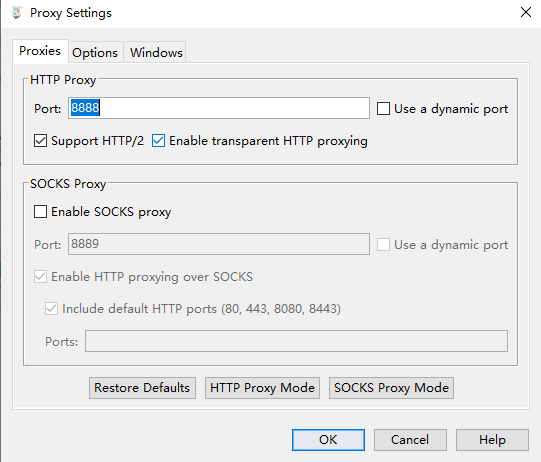 Proxy Settings
Proxies Options Windows
HTTP Proxy
Port: 8888 Use a dynamic port
Support HTTP/2 Enable transparent HTTP proxying
SOCKS Proxy
Enable SOCKS proxy
Port: 8889 Use a dynamic port
Enable HTTP proxying over SOCKS
Include default HTTP ports (80, 443, 8080, 8443)
Ports:
Restore Defaults HTTP Proxy Mode SOCKS Proxy Mode
OK Cancel Help